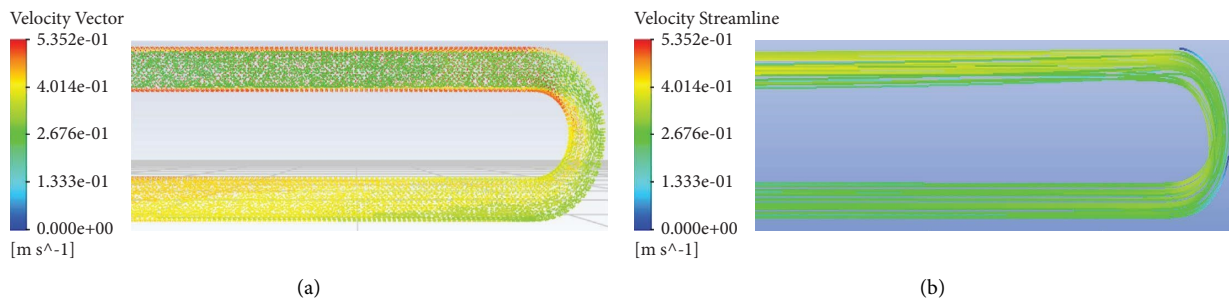 Velocity Vector
5.352e-01
4.014e-01
2.676e-01
1.333e-01
0.000e+00
[m s^-1]
(a)
Velocity Streamline
5.352e-01
4.014e-01
2.676e-01
1.333e-01
0.000e+00
[m s^-1]
(b)